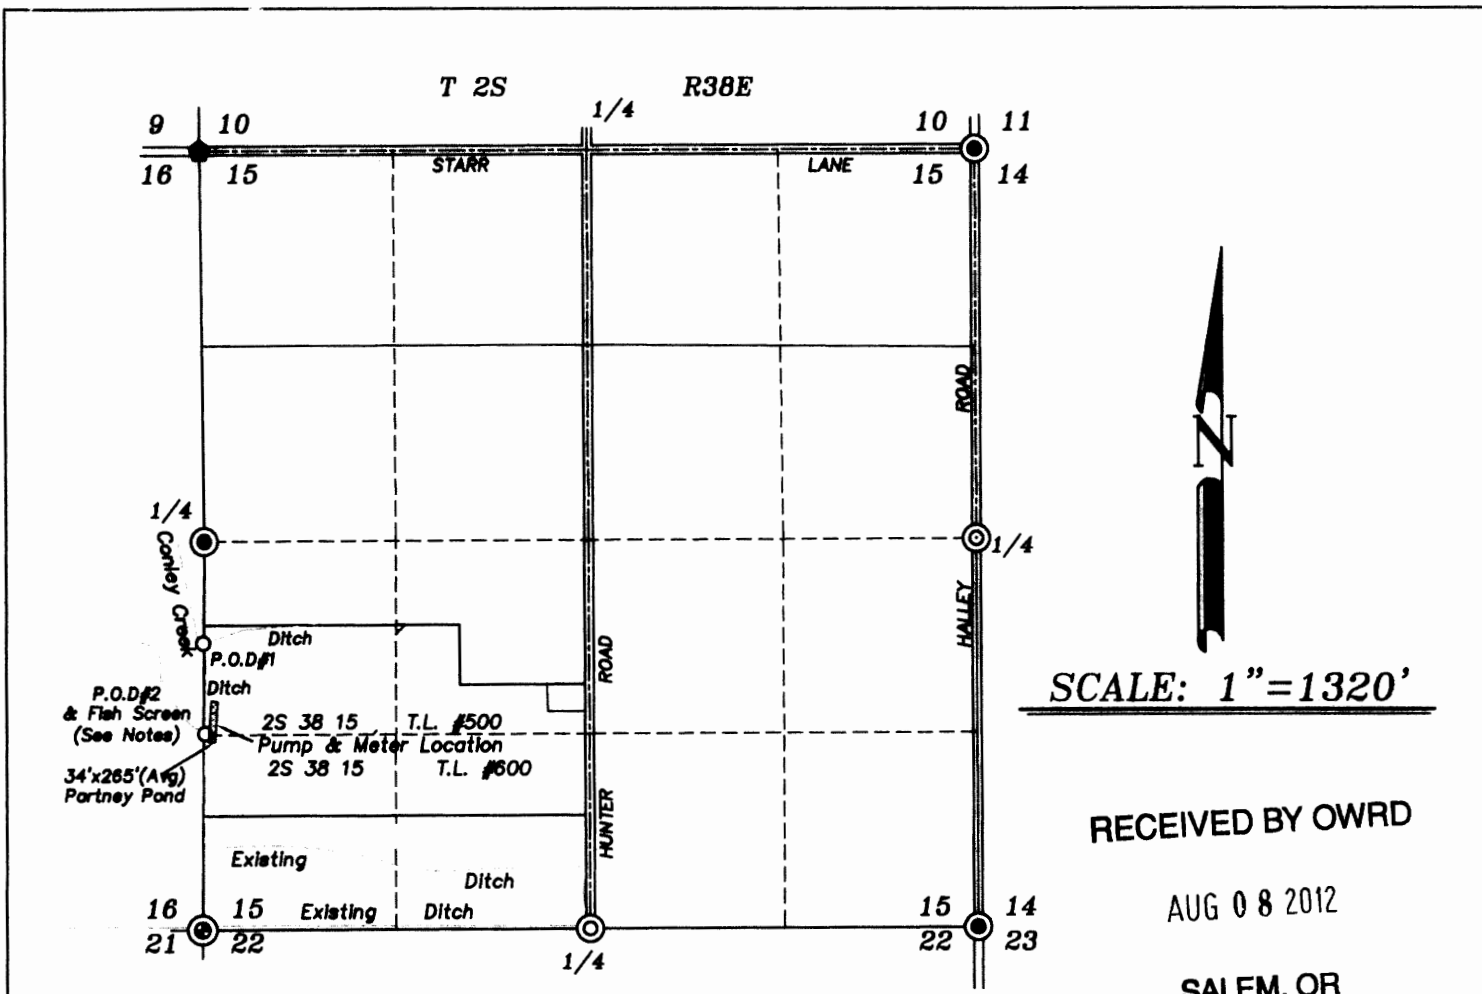 T 2S R38E
1/4
9 10
10 11
16 15
STARR LANE
15 14
ROAD
N
1/4
1/4
Conley Creek
HALLEY
Ditch
ROAD
P.O.D#1
P.O.D#2 Ditch
& Fish Screen
(See Notes)
SCALE: 1"=1320'
2S 38 15 T.L. #500
Pump & Meter Location
2S 38 15 T.L. #600
34'x265'(Avg)
Partney Pond
HUNTER
RECEIVED BY OWRD
Existing
Ditch
AUG 08 2012
16 15
Existing Ditch
15 14
21 22
22 23
1/4
SALEM, OR